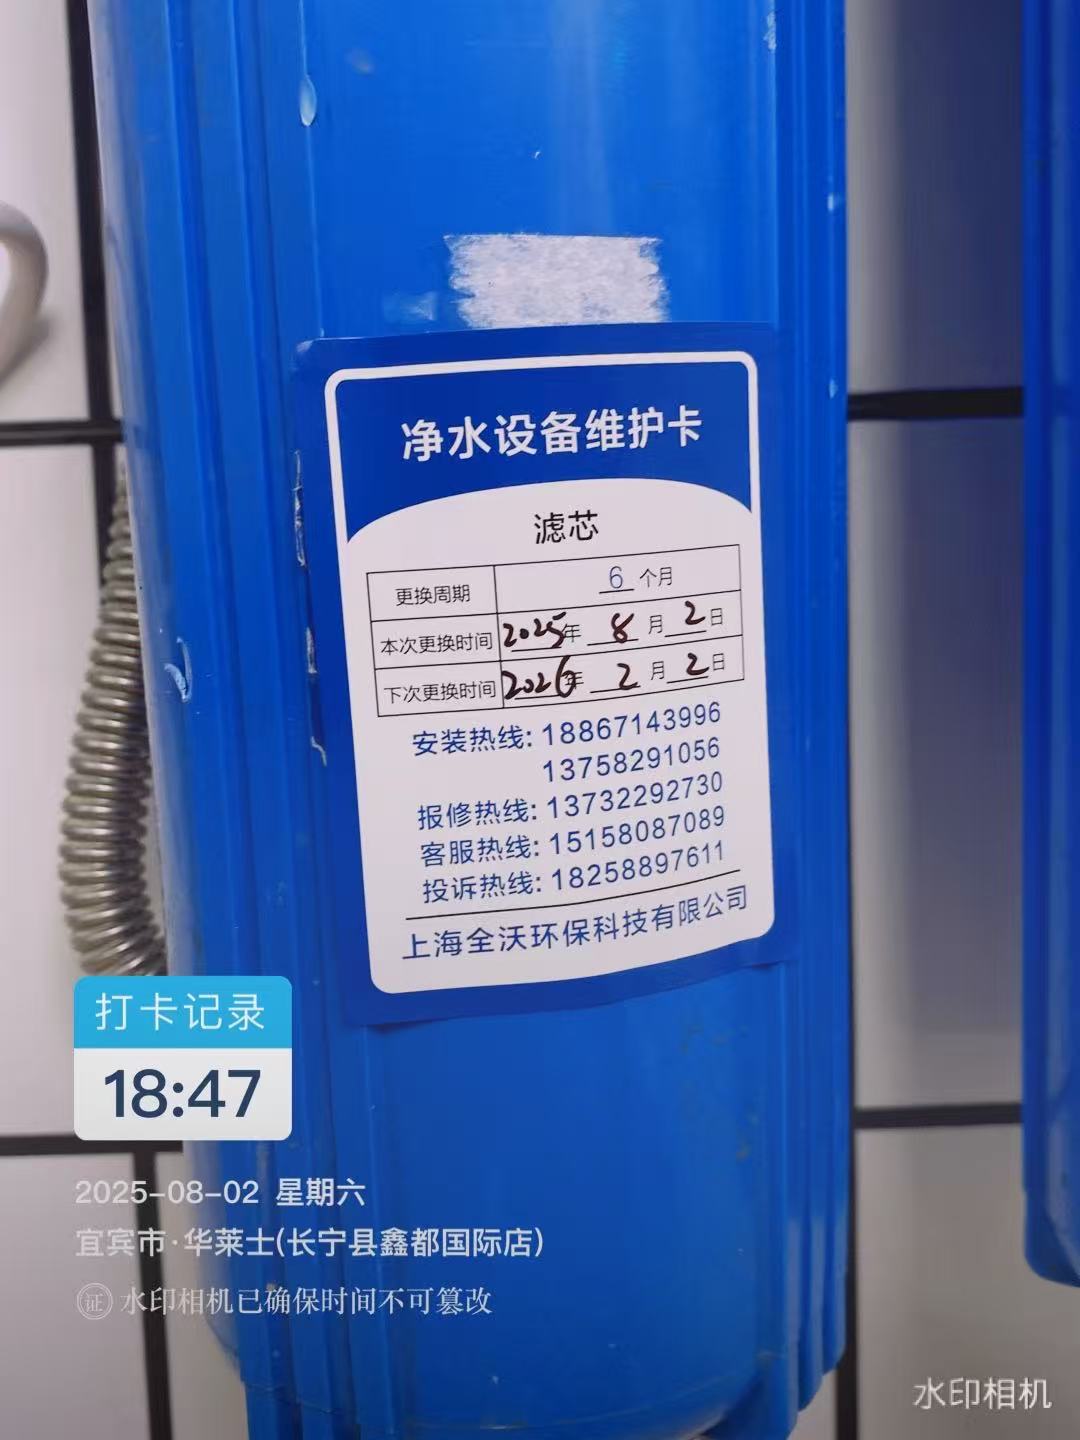 净水设备维护卡
滤芯
更换周期 6 个月
本次更换时间 2025年 8 月 2 日
下次更换时间 2026年 2 月 2 日
安装热线: 18867143996
13758291056
报修热线: 13732292730
客服热线: 15158087089
投诉热线: 18258897611
上海全沃环保科技有限公司
打卡记录
18:47
2025-08-02 星期六
宜宾市·华莱士(长宁县鑫都国际店)
证 水印相机已确保时间不可篡改
水印相机